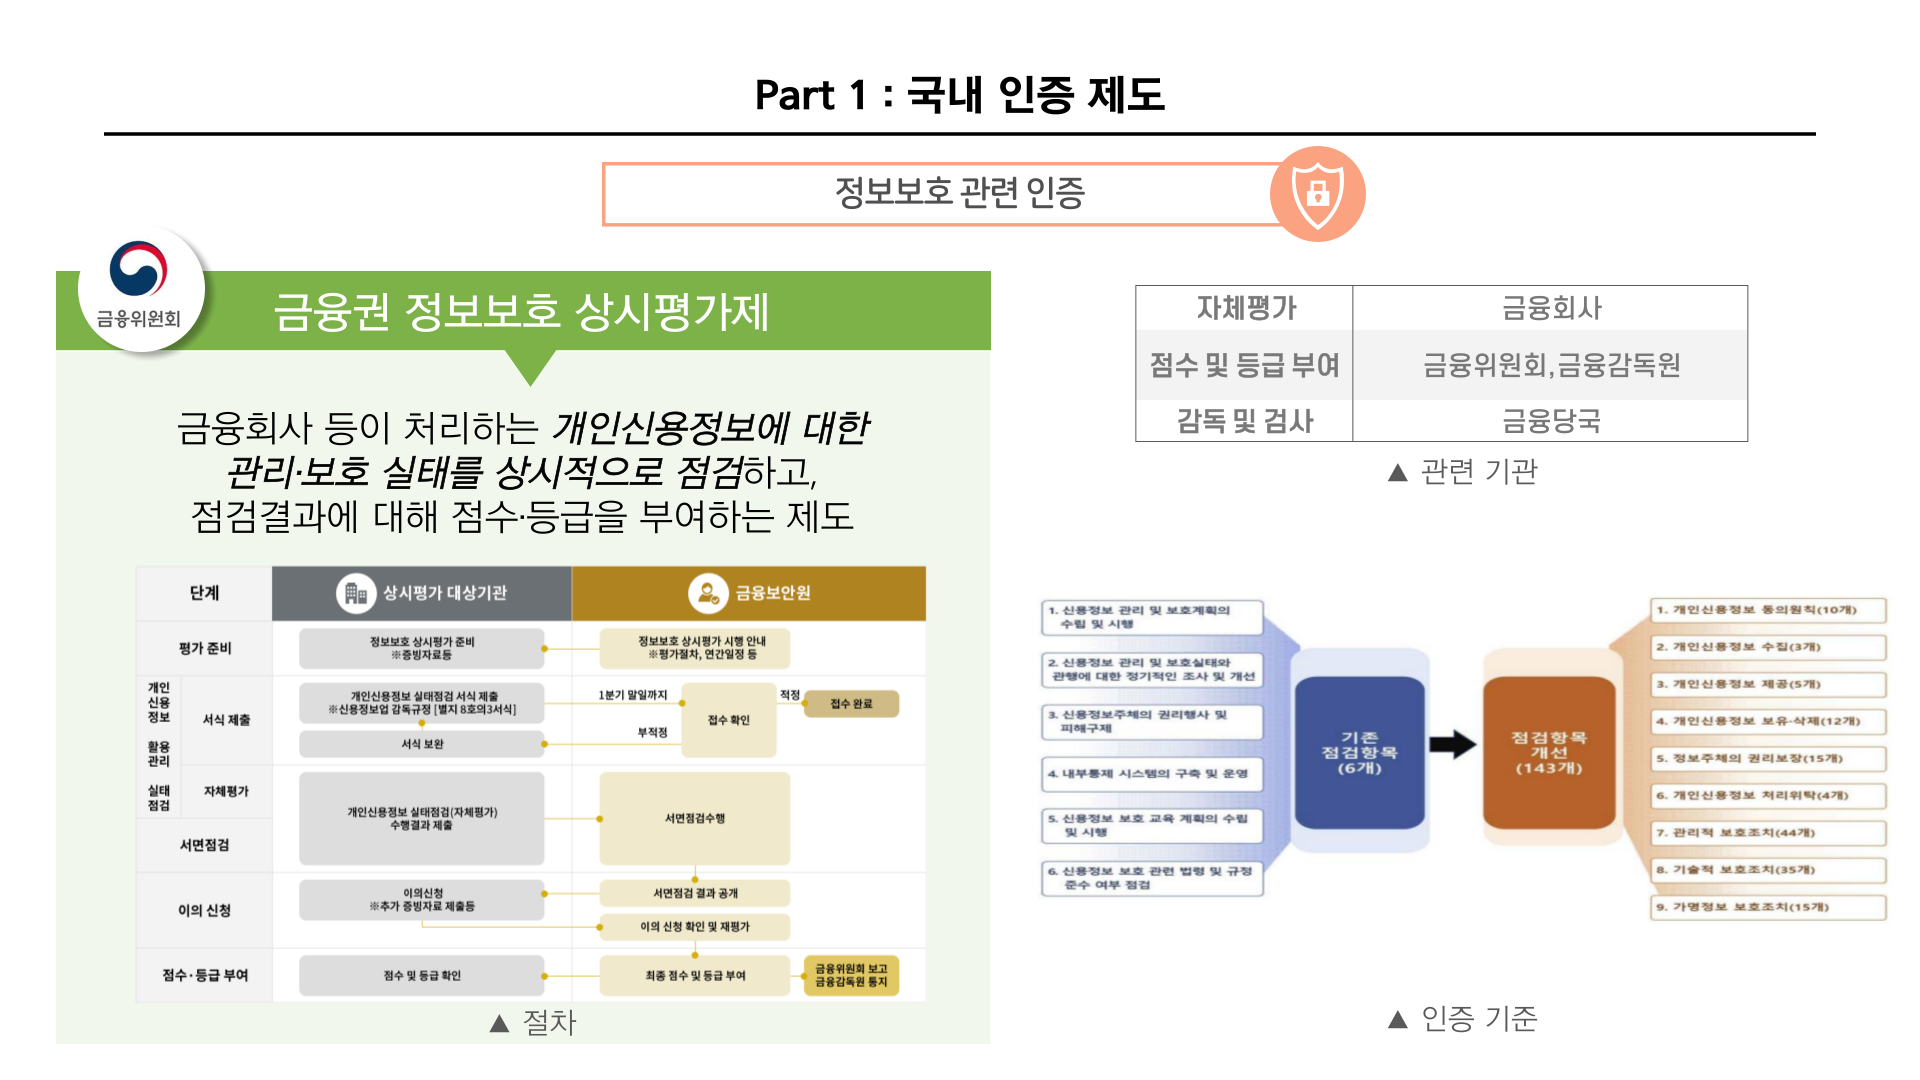 Part 1 : 국내 인증 제도
정보보호 관련 인증
금융위원회
금융권 정보보호 상시평가제
금융회사 등이 처리하는 개인신용정보에 대한
관리·보호 실태를 상시적으로 점검하고,
점검결과에 대해 점수·등급을 부여하는 제도
단계
상시평가 대상기관
금융보안원
평가 준비
정보보호 상시평가 준비
※증빙자료등
정보보호 상시평가 시행 안내
※평가절차, 연간일정 등
개인
신용
정보
활용
관리
실태
점검
서식 제출
개인신용정보 실태점검 서식 제출
※신용정보업 감독규정 [별지 8호의3서식]
1분기 말일까지
접수 확인
적정
접수 완료
부적정
서식 보완
자체평가
개인신용정보 실태점검(자체평가)
수행결과 제출
서면점검수행
서면점검
이의 신청
이의신청
※추가 증빙자료 제출등
서면점검 결과 공개
이의 신청 확인 및 재평가
점수·등급 부여
점수 및 등급 확인
최종 점수 및 등급 부여
금융위원회 보고
금융감독원 통지
▲ 절차
자체평가 금융회사
점수 및 등급 부여 금융위원회,금융감독원
감독 및 검사 금융당국
▲ 관련 기관
1. 신용정보 관리 및 보호계획의
수립 및 시행
2. 신용정보 관리 및 보호실태와
관행에 대한 정기적인 조사 및 개선
3. 신용정보주체의 권리행사 및
피해구제
4. 내부통제 시스템의 구축 및 운영
5. 신용정보 보호 교육 계획의 수립
및 시행
6. 신용정보 보호 관련 법령 및 규정
준수 여부 점검
기존
점검항목
(6개)
점검항목
개선
(143개)
1. 개인신용정보 동의원칙(10개)
2. 개인신용정보 수집(3개)
3. 개인신용정보 제공(5개)
4. 개인신용정보 보유·삭제(12개)
5. 정보주체의 권리보장(15개)
6. 개인신용정보 처리위탁(4개)
7. 관리적 보호조치(44개)
8. 기술적 보호조치(35개)
9. 가명정보 보호조치(15개)
▲ 인증 기준